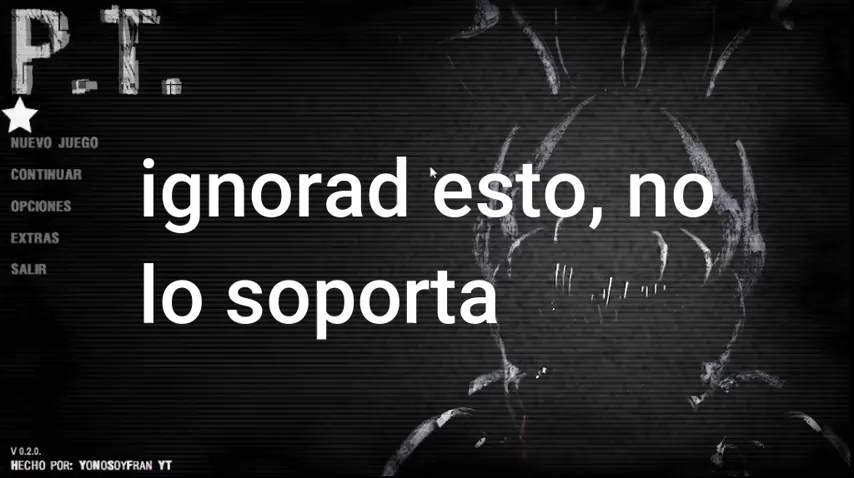 P.T.
NUEVO JUEGO
CONTINUAR
OPCIONES
EXTRAS
SALIR
ignorad esto, no
lo soporta
V 0.2.0.
HECHO POR: YONOSOYFRAN YT